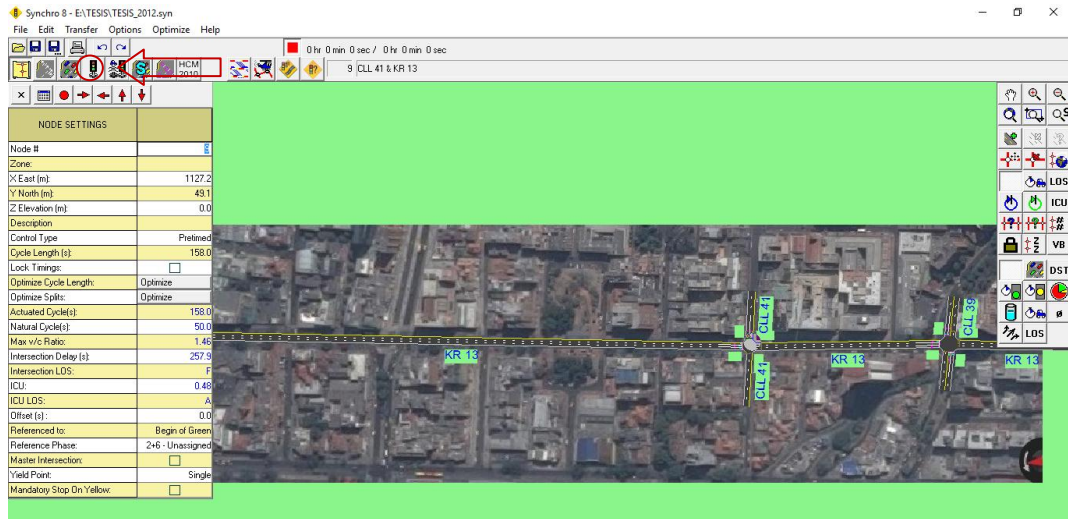 Synchro 8 - E:\TESIS\TESIS_2012.syn
File Edit Transfer Options Optimize Help
0 hr 0 min 0 sec / 0 hr 0 min 0 sec
HCM 2010
9 CLL 41 & KR 13
NODE SETTINGS
Node # 9
Zone:
X East (m): 1127.2
Y North (m): 49.1
Z Elevation (m): 0.0
Description
Control Type Pretimed
Cycle Length (s): 158.0
Lock Timings:
Optimize Cycle Length: Optimize
Optimize Splits: Optimize
Actuated Cycle(s): 158.0
Natural Cycle(s): 50.0
Max v/c Ratio: 1.46
Intersection Delay (s): 257.9
Intersection LOS: F
ICU: 0.48
ICU LOS: A
Offset (s) : 0.0
Referenced to: Begin of Green
Reference Phase: 2+6 - Unassigned
Master Intersection:
Yield Point: Single
Mandatory Stop On Yellow:
KR 13
CLL 41
CLL 41
KR 13
CLL 39
KR 13
LOS
ICU
VB
DST
LOS